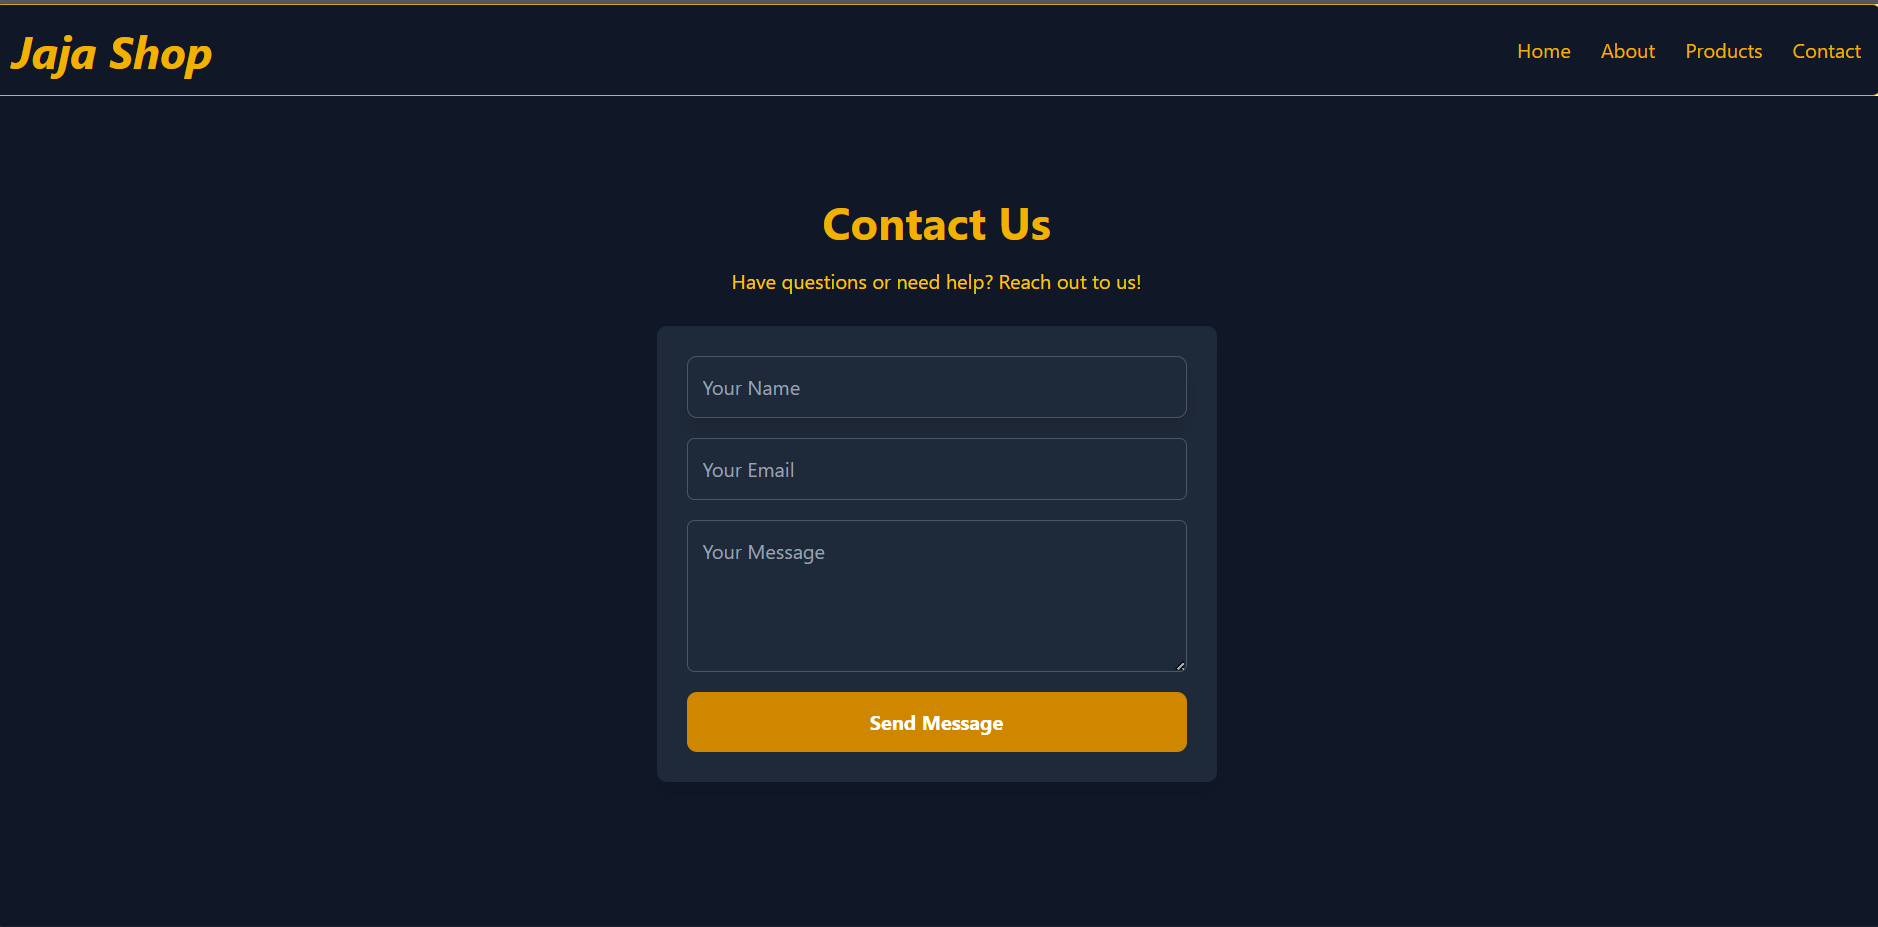 Jaja Shop
Home About Products Contact
Contact Us
Have questions or need help? Reach out to us!
Your Name
Your Email
Your Message
Send Message